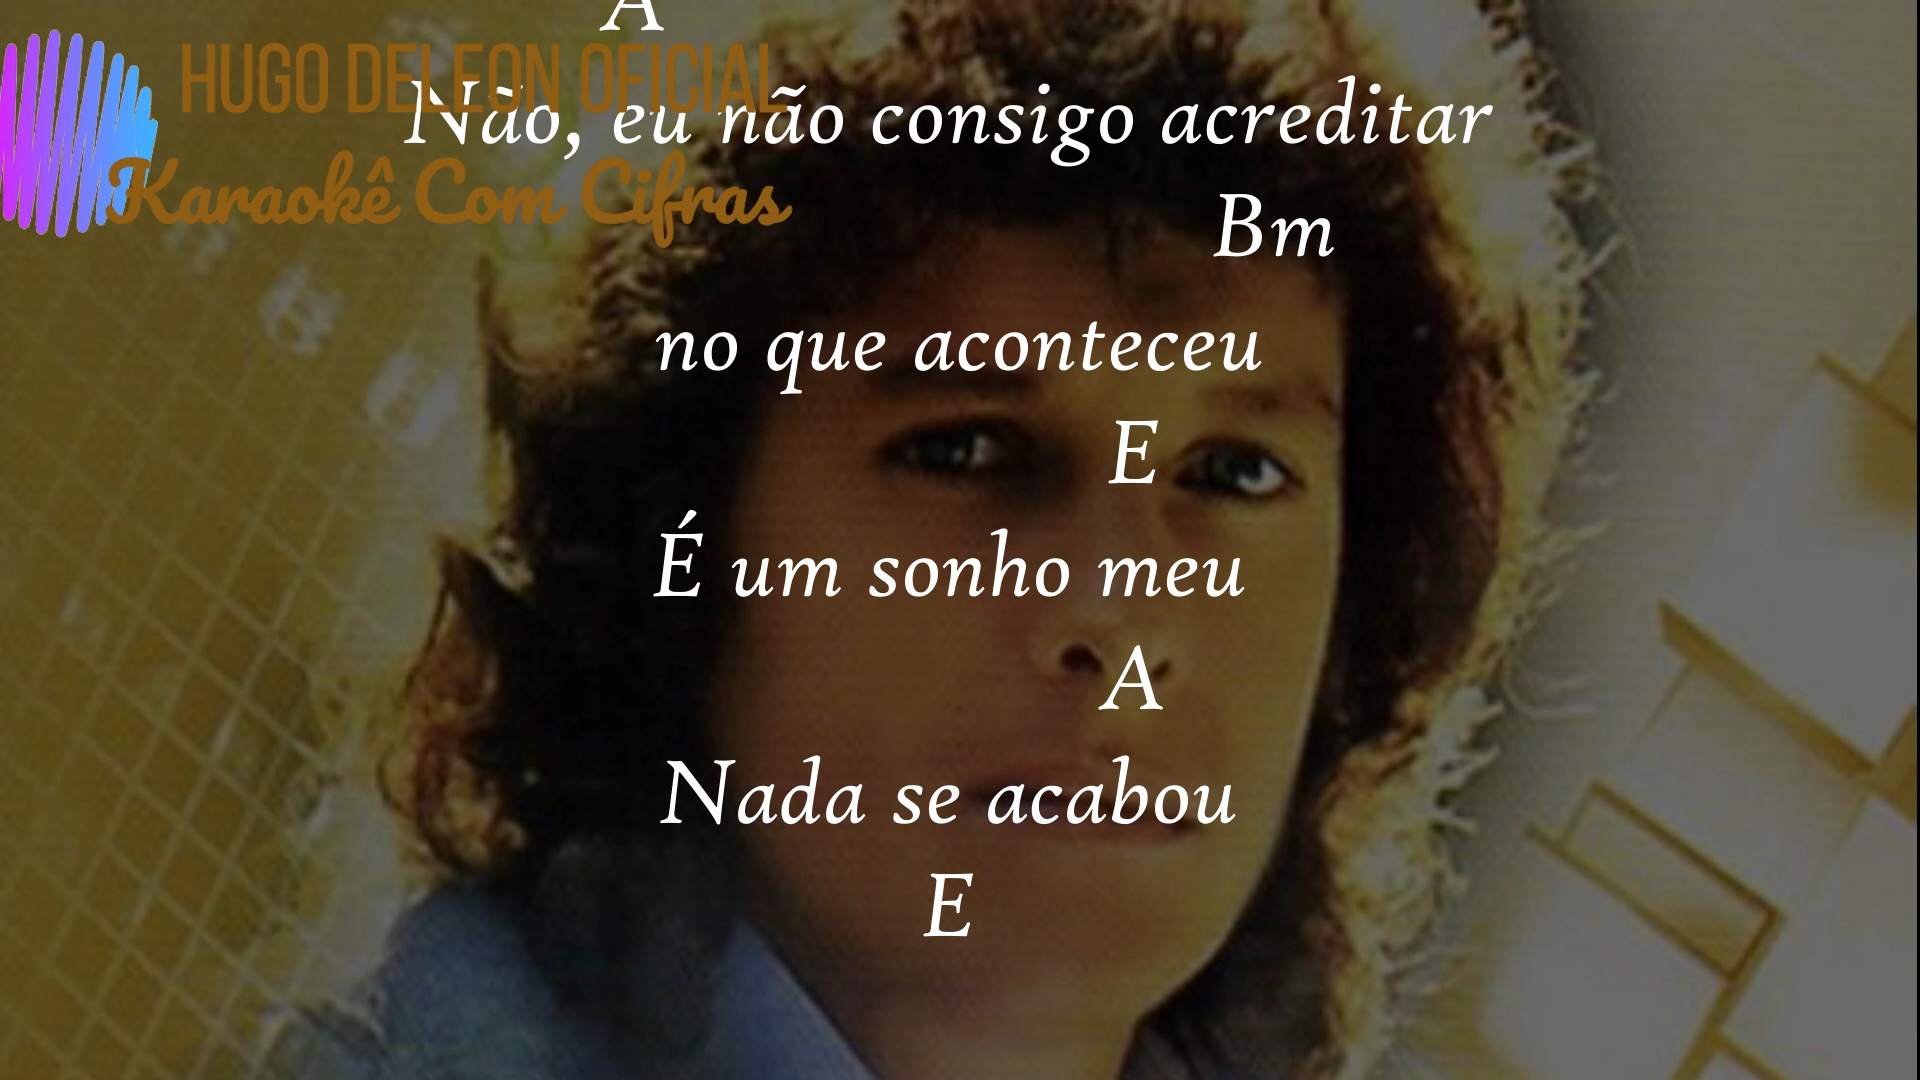 A
HUGO DELEON OFICIAL
Não, eu não consigo acreditar
Karaokê Com Cifras
Bm
no que aconteceu
E
É um sonho meu
A
Nada se acabou
E